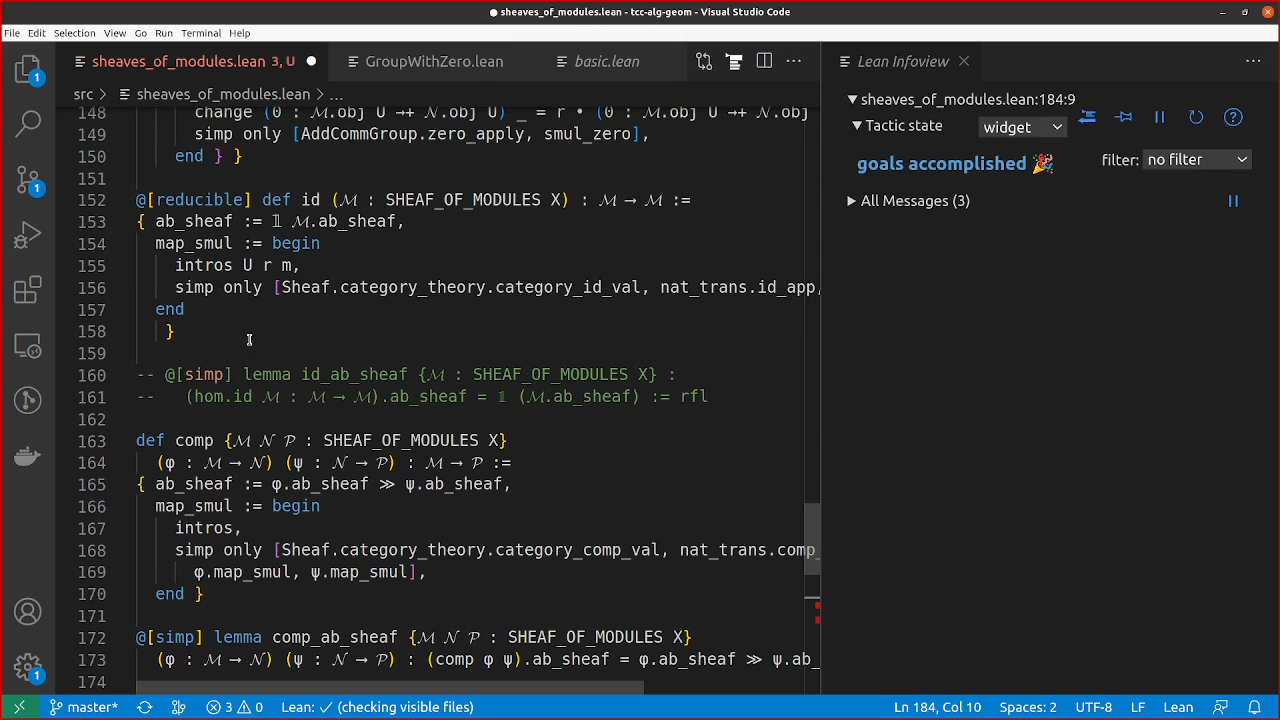 ● sheaves_of_modules.lean - tcc-alg-geom - Visual Studio Code
File Edit Selection View Go Run Terminal Help
sheaves_of_modules.lean 3, U ● GroupWithZero.lean basic.lean
Lean Infoview
src > sheaves_of_modules.lean > ...
148 change (0 : ℳ.obj U →+ 𝒩.obj U) _ = r • (0 : ℳ.obj U →+ 𝒩.obj
149 simp only [AddCommGroup.zero_apply, smul_zero],
150 end } }
151
152 @[reducible] def id (ℳ : SHEAF_OF_MODULES X) : ℳ → ℳ :=
153 { ab_sheaf := 𝟙 ℳ.ab_sheaf,
154 map_smul := begin
155 intros U r m,
156 simp only [Sheaf.category_theory.category_id_val, nat_trans.id_app,
157 end
158 }
159
160 -- @[simp] lemma id_ab_sheaf {ℳ : SHEAF_OF_MODULES X} :
161 -- (hom.id ℳ : ℳ → ℳ).ab_sheaf = 𝟙 (ℳ.ab_sheaf) := rfl
162
163 def comp {ℳ 𝒩 𝒫 : SHEAF_OF_MODULES X}
164 (φ : ℳ → 𝒩) (ψ : 𝒩 → 𝒫) : ℳ → 𝒫 :=
165 { ab_sheaf := φ.ab_sheaf ≫ ψ.ab_sheaf,
166 map_smul := begin
167 intros,
168 simp only [Sheaf.category_theory.category_comp_val, nat_trans.comp_
169 φ.map_smul, ψ.map_smul],
170 end }
171
172 @[simp] lemma comp_ab_sheaf {ℳ 𝒩 𝒫 : SHEAF_OF_MODULES X}
173 (φ : ℳ → 𝒩) (ψ : 𝒩 → 𝒫) : (comp φ ψ).ab_sheaf = φ.ab_sheaf ≫ ψ.ab_
174
sheaves_of_modules.lean:184:9
Tactic state widget
goals accomplished 🎉 filter: no filter
All Messages (3)
1
1
1
master* 3 0 Lean: ✓ (checking visible files) Ln 184, Col 10 Spaces: 2 UTF-8 LF Lean